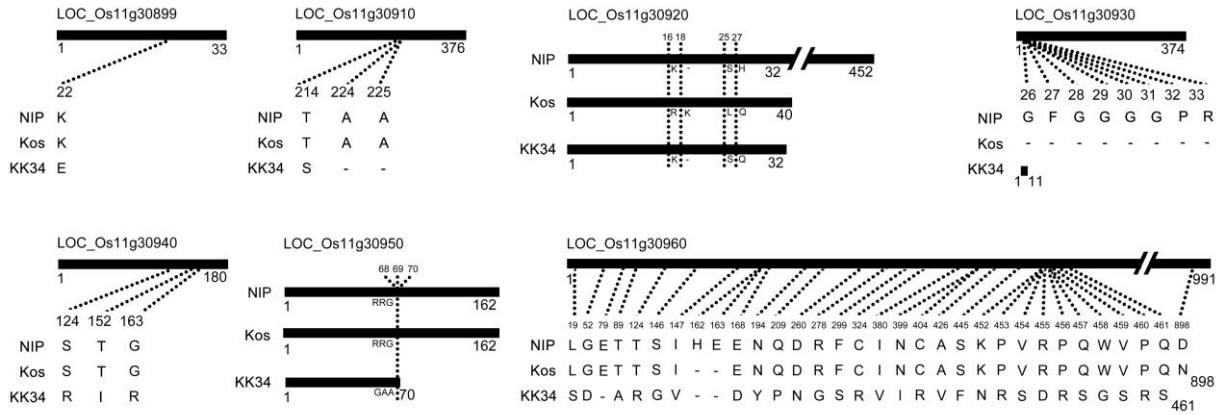 LOC_Os11g30899
1 33
22
NIP K
Kos K
KK34 E
LOC_Os11g30910
1 376
214 224 225
NIP T A A
Kos T A A
KK34 S - -
LOC_Os11g30920
16 18 25 27
NIP
K - S H
1 32 452
Kos
R K L Q
1 40
KK34
K - S Q
1 32
LOC_Os11g30930
1 374
26 27 28 29 30 31 32 33
NIP G F G G G G P R
Kos - - - - - - - -
KK34
1 11
LOC_Os11g30940
1 180
124 152 163
NIP S T G
Kos S T G
KK34 R I R
LOC_Os11g30950
68 69 70
NIP
1 RRG 162
Kos
1 RRG 162
KK34
1 GAA 70
LOC_Os11g30960
1 991
19 52 79 89 124 146 147 162 163 168 194 209 260 278 299 324 380 399 404 426 445 452 453 454 455 456 457 458 459 460 461 898
NIP L G E T T S I H E E N Q D R F C I N C A S K P V R P Q W V P Q D
Kos L G E T T S I - - E N Q D R F C I N C A S K P V R P Q W V P Q N 898
KK34 S D - A R G V - D Y P N G S R V I R V F N R S D R S G S R S 461